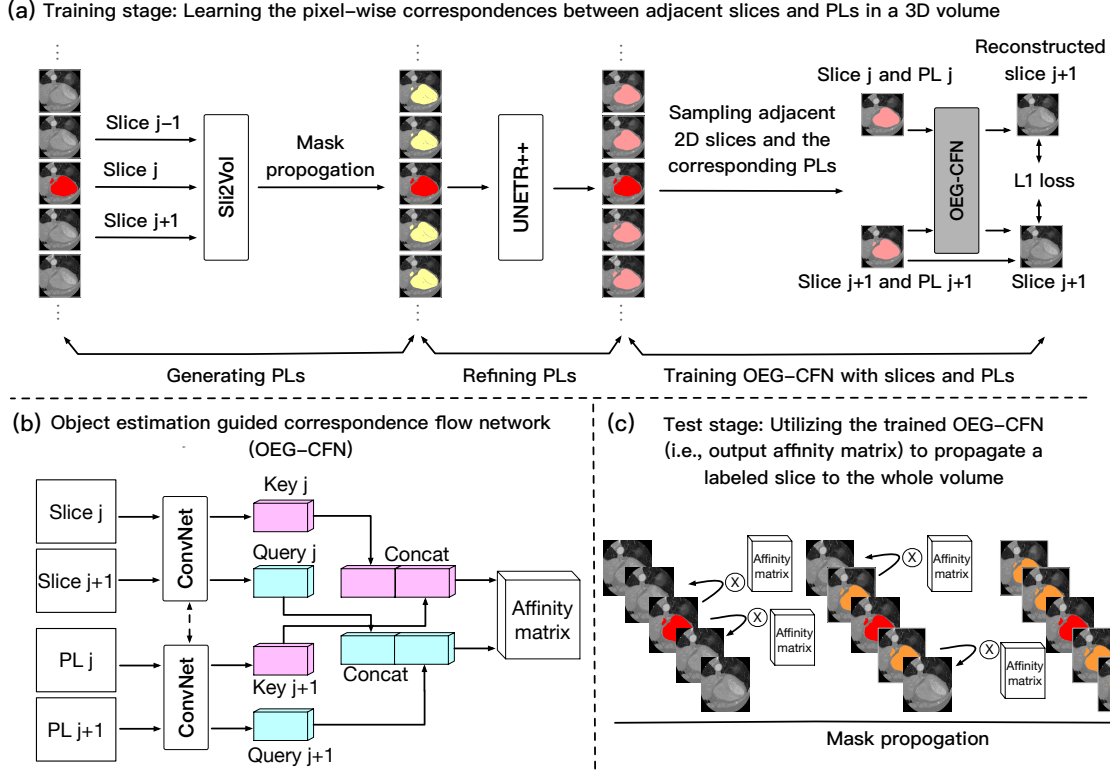 (a) Training stage: Learning the pixel-wise correspondences between adjacent slices and PLs in a 3D volume
Slice j-1
Slice j
Slice j+1
Sli2Vol
Mask
propogation
UNETR++
Sampling adjacent
2D slices and the
corresponding PLs
Slice j and PL j
Reconstructed
slice j+1
OEG-CFN
L1 loss
Slice j+1 and PL j+1
Slice j+1
Generating PLs
Refining PLs
Training OEG-CFN with slices and PLs
(b) Object estimation guided correspondence flow network
(OEG-CFN)
Slice j
Slice j+1
PL j
PL j+1
ConvNet
ConvNet
Key j
Query j
Key j+1
Query j+1
Concat
Concat
Affinity
matrix
(c) Test stage: Utilizing the trained OEG-CFN
(i.e., output affinity matrix) to propagate a
labeled slice to the whole volume
X
Affinity
matrix
X
Affinity
matrix
X
Affinity
matrix
X
Affinity
matrix
Mask propogation